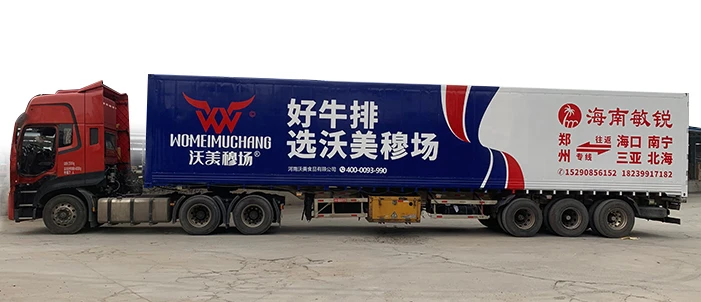 WOMEIMUCHANG
沃美穆场®
好牛排
选沃美穆场
河南沃美食品有限公司 400-0093-990
海南敏锐
郑州 往返专线 海口 南宁
三亚 北海
15290856152 18239917182